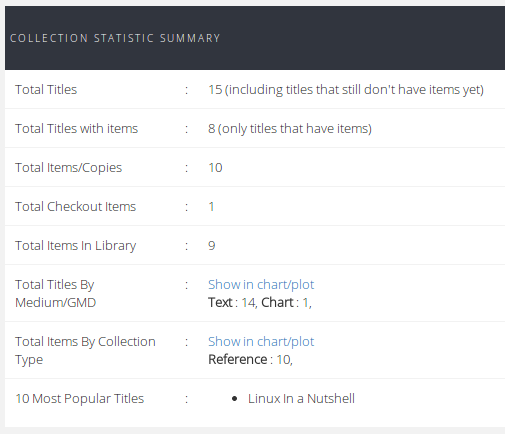 COLLECTION STATISTIC SUMMARY
Total Titles : 15 (including titles that still don't have items yet)
Total Titles with items : 8 (only titles that have items)
Total Items/Copies : 10
Total Checkout Items : 1
Total Items In Library : 9
Total Titles By Medium/GMD : Show in chart/plot
Text : 14, Chart : 1,
Total Items By Collection Type : Show in chart/plot
Reference : 10,
10 Most Popular Titles : • Linux In a Nutshell